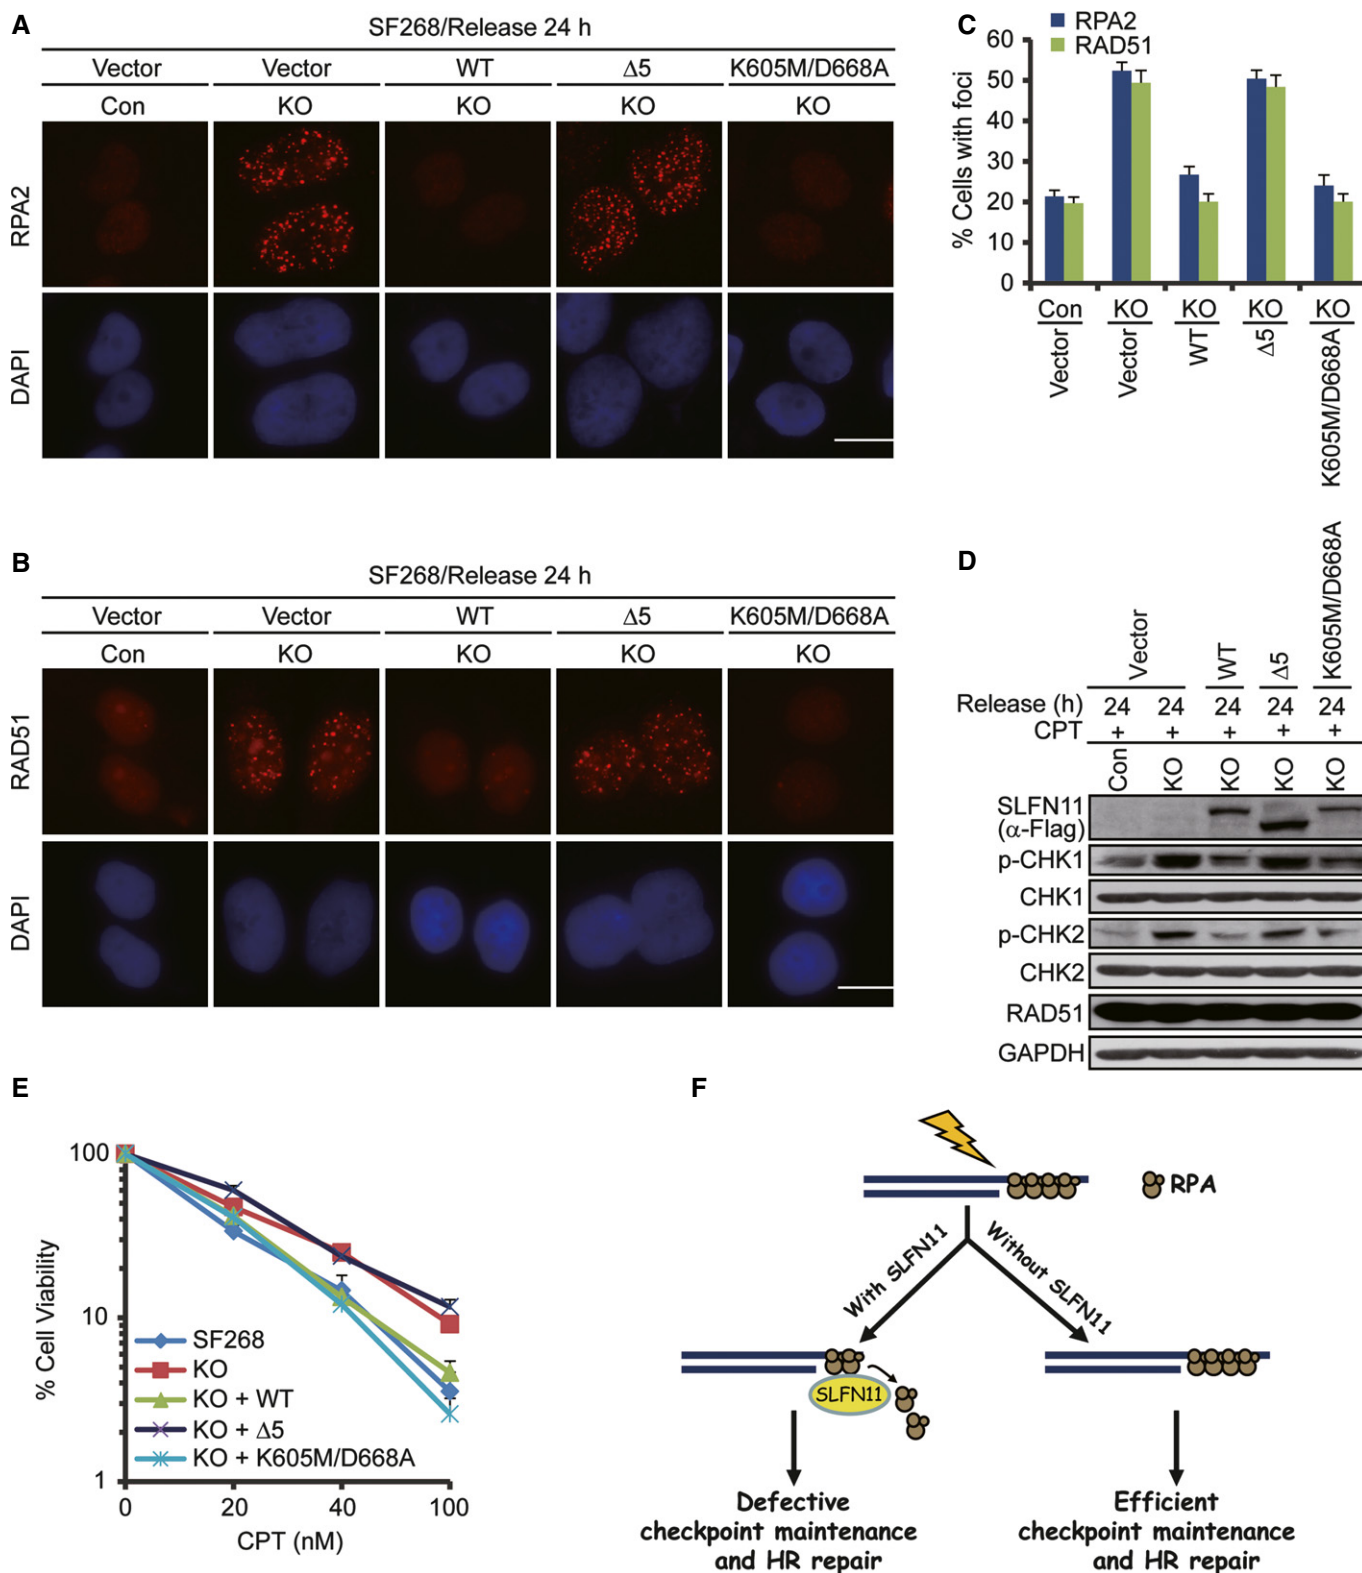 A
SF268/Release 24 h
Vector Vector WT Δ5 K605M/D668A
Con KO KO KO KO
RPA2
DAPI
B
SF268/Release 24 h
Vector Vector WT Δ5 K605M/D668A
Con KO KO KO KO
RAD51
DAPI
C
RPA2
RAD51
% Cells with foci
60
50
40
30
20
10
0
Con KO KO KO KO
Vector Vector WT Δ5 K605M/D668A
D
Vector WT Δ5 K605M/D668A
Release (h) 24 24 24 24 24
CPT + + + + +
Con KO KO KO KO
SLFN11
(α-Flag)
p-CHK1
CHK1
p-CHK2
CHK2
RAD51
GAPDH
E
% Cell Viability
100
10
1
SF268
KO
KO + WT
KO + Δ5
KO + K605M/D668A
0 20 40 100
CPT (nM)
F
RPA
With SLFN11
Without SLFN11
SLFN11
Defective
checkpoint maintenance
and HR repair
Efficient
checkpoint maintenance
and HR repair